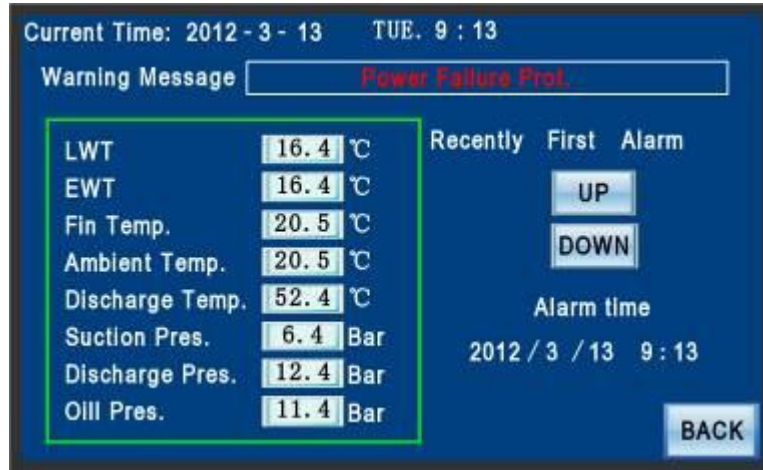 Current Time: 2012 - 3 - 13 TUE. 9 : 13
Warning Message Power Failure Prot.
Recently First Alarm
LWT 16.4 ℃
EWT 16.4 ℃
Fin Temp. 20.5 ℃
Ambient Temp. 20.5 ℃
Discharge Temp. 52.4 ℃
Suction Pres. 6.4 Bar
Discharge Pres. 12.4 Bar
Oill Pres. 11.4 Bar
UP
DOWN
Alarm time
2012 / 3 / 13 9 : 13
BACK